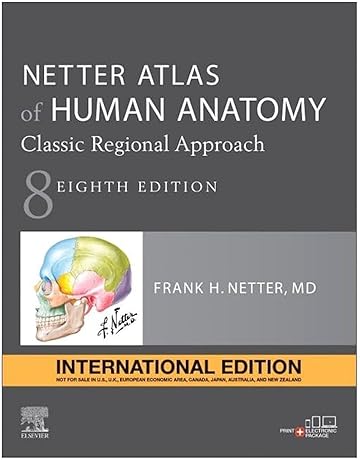 NETTER ATLAS
of HUMAN ANATOMY
Classic Regional Approach
8 EIGHTH EDITION
F. Netter
M.D.
FRANK H. NETTER, MD
INTERNATIONAL EDITION
NOT FOR SALE IN U.S., U.K., EUROPEAN ECONOMIC AREA, CANADA, JAPAN, AUSTRALIA, AND NEW ZEALAND
ELSEVIER
PRINT + ELECTRONIC
PACKAGE